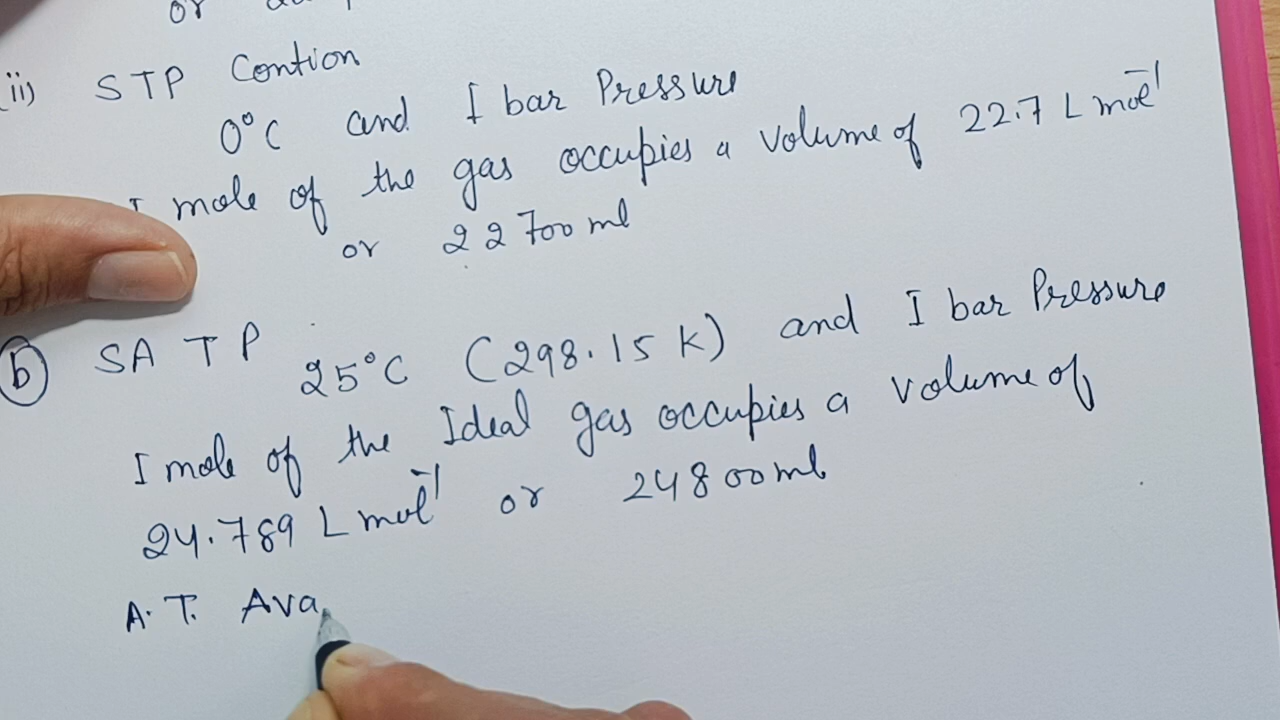 or
ii) STP Contion
0°C and I bar Pressure
I mole of the gas occupies a volume of 22.7 L mol⁻¹
or 22700 ml
(b) SATP
25°C (298.15 K) and I bar Pressure
I mole of the Ideal gas occupies a volume of
24.789 L mol⁻¹ or 24800 ml
A.T. Ava